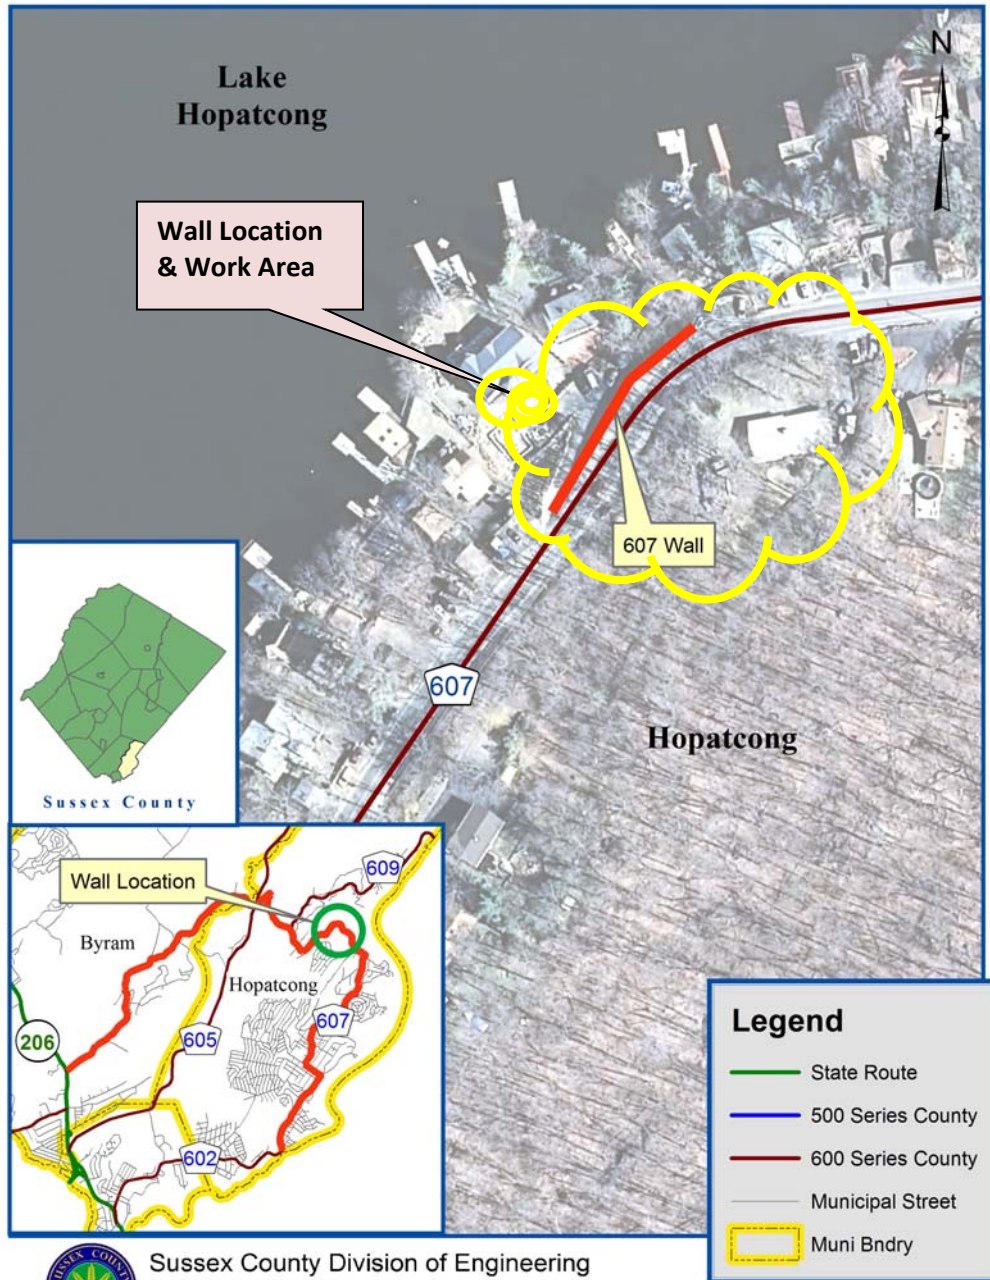 Lake
Hopatcong
N
Wall Location
& Work Area
607 Wall
607
Hopatcong
Sussex County
Wall Location
609
Byram
Hopatcong
607
206
605
602
Legend
State Route
500 Series County
600 Series County
Municipal Street
Muni Bndry
SUSSEX COUNTY
Sussex County Division of Engineering